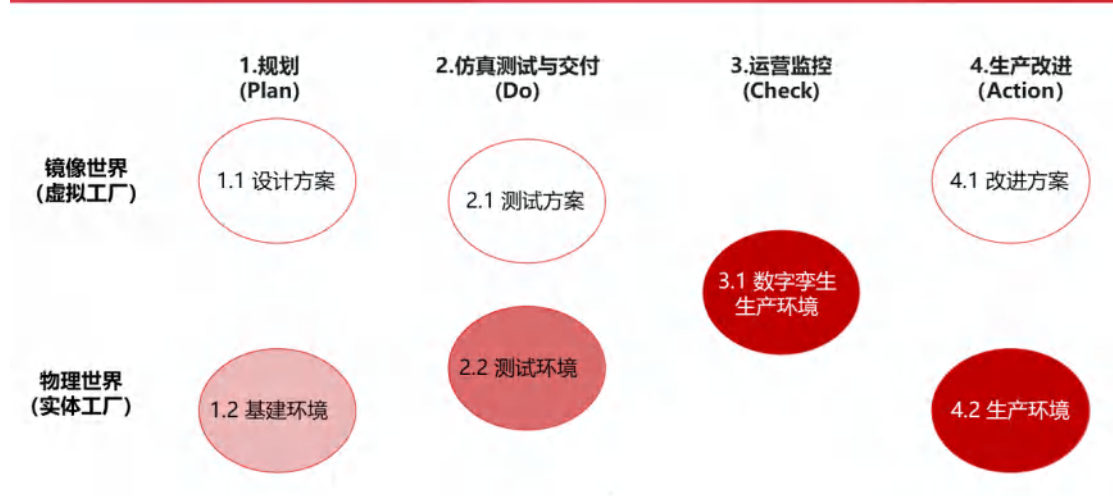 1.规划
(Plan)
2.仿真测试与交付
(Do)
3.运营监控
(Check)
4.生产改进
(Action)
镜像世界
(虚拟工厂)
1.1 设计方案
2.1 测试方案
4.1 改进方案
3.1 数字孪生
生产环境
物理世界
(实体工厂)
1.2 基建环境
2.2 测试环境
4.2 生产环境